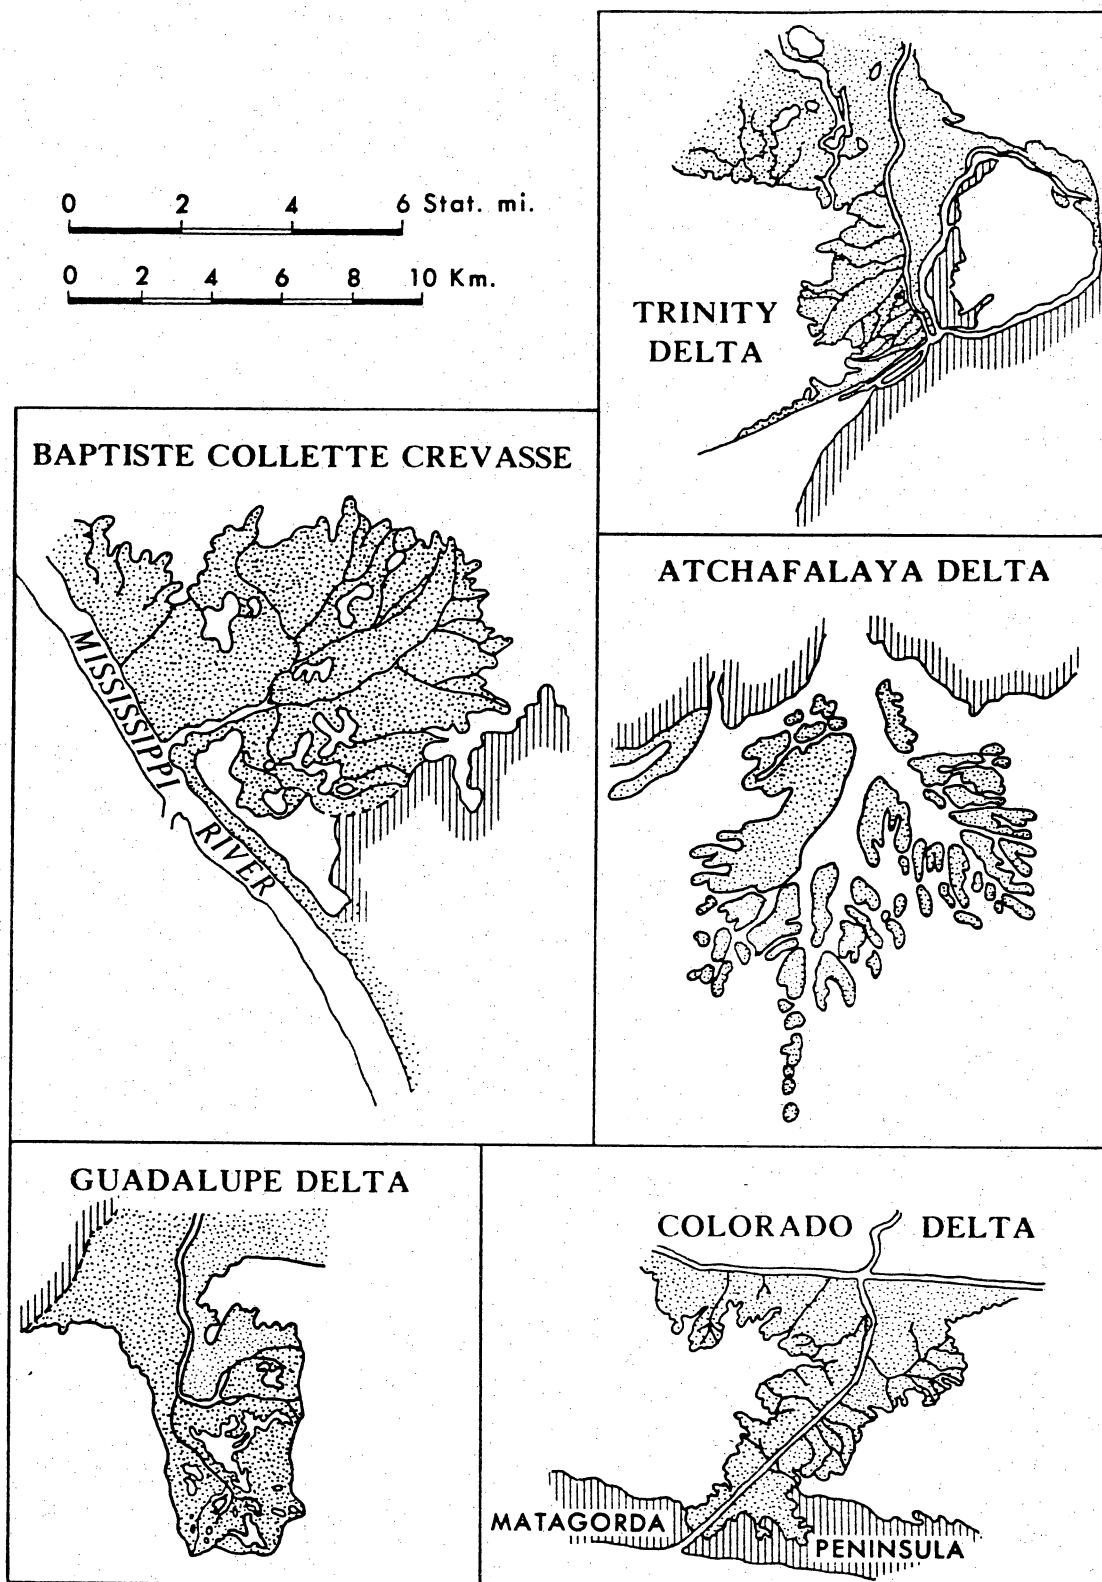 0 2 4 6 Stat. mi.
0 2 4 6 8 10 Km.
TRINITY
DELTA
BAPTISTE COLLETTE CREVASSE
MISSISSIPPI
RIVER
ATCHAFALAYA DELTA
GUADALUPE DELTA
COLORADO DELTA
MATAGORDA
PENINSULA